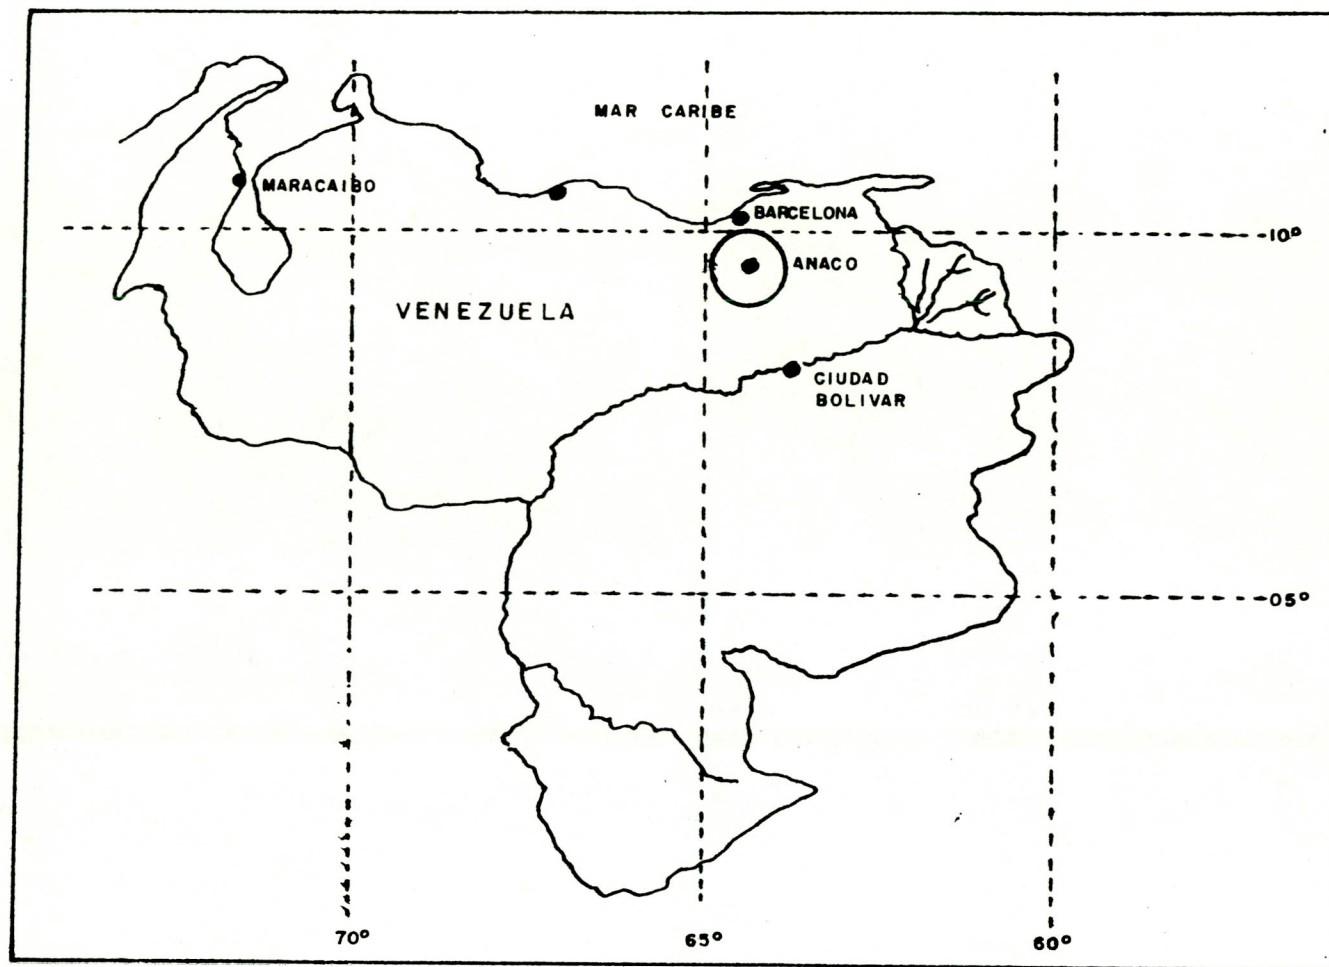 MAR CARIBE
MARACAIBO
BARCELONA
10°
ANACO
VENEZUELA
CIUDAD
BOLIVAR
05°
70°
65°
60°